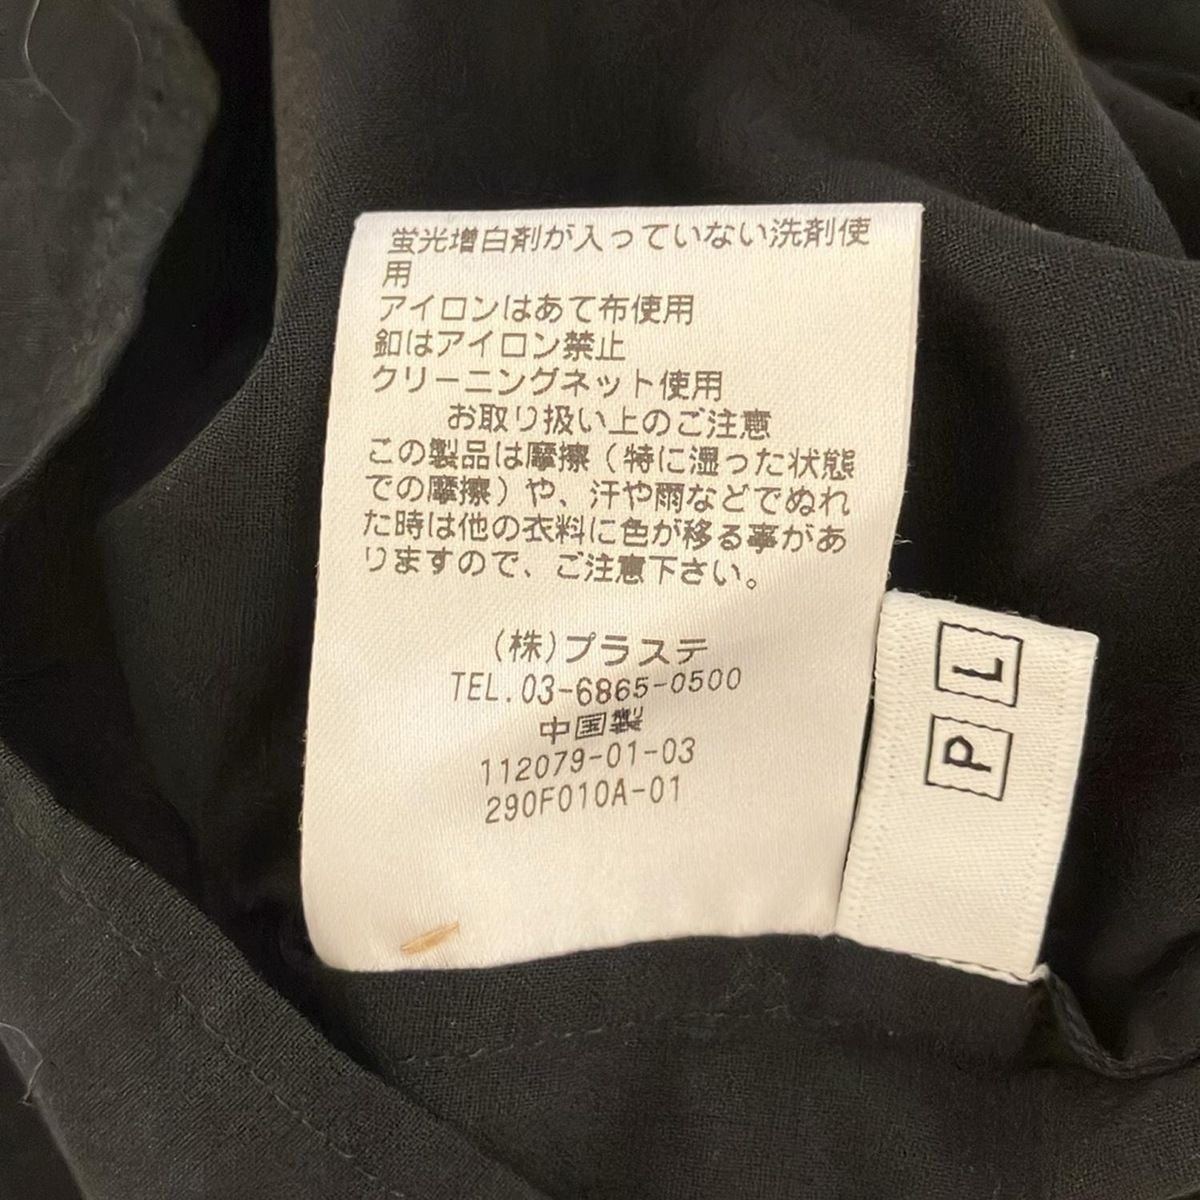 蛍光増白剤が入っていない洗剤使
用
アイロンはあて布使用
釦はアイロン禁止
クリーニングネット使用
お取り扱い上のご注意
この製品は摩擦（特に湿った状態
での摩擦）や、汗や雨などでぬれ
た時は他の衣料に色が移る事があ
りますので、ご注意下さい。
(株)プラステ
TEL.03-6865-0500
中国製
112079-01-03
290F010A-01
P L